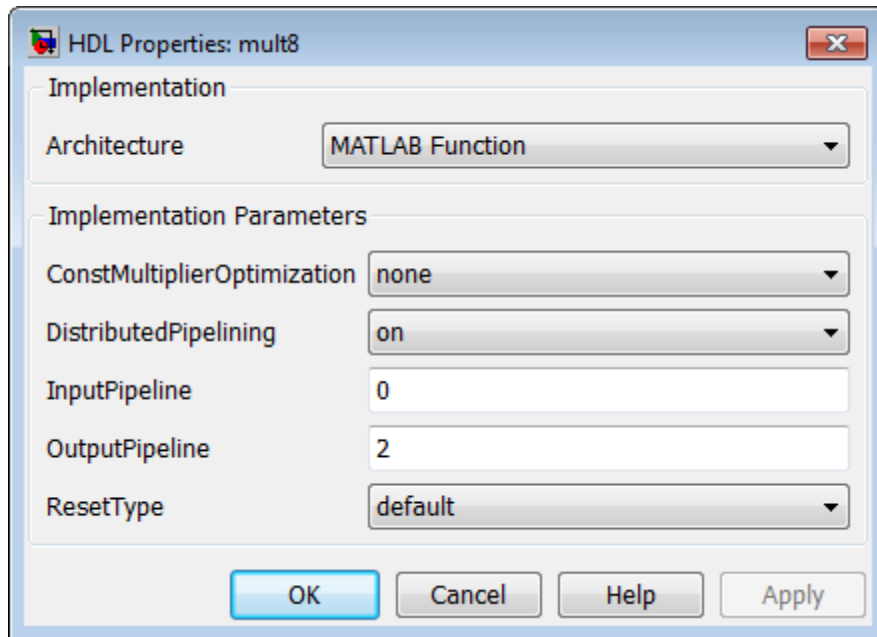 HDL Properties: mult8
Implementation
Architecture MATLAB Function
Implementation Parameters
ConstMultiplierOptimization none
DistributedPipelining on
InputPipeline 0
OutputPipeline 2
ResetType default
OK Cancel Help Apply